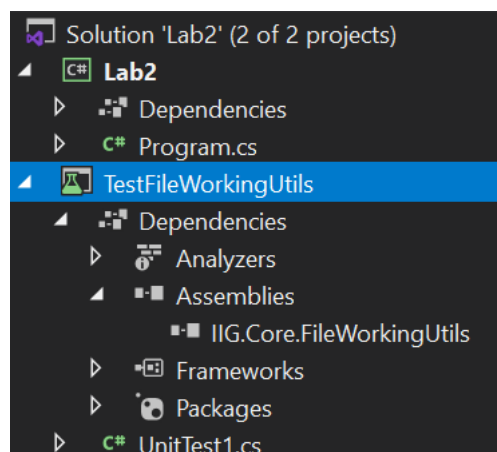 Solution 'Lab2' (2 of 2 projects)
C# Lab2
Dependencies
C# Program.cs
TestFileWorkingUtils
Dependencies
Analyzers
Assemblies
IIG.Core.FileWorkingUtils
Frameworks
Packages
C# UnitTest1.cs